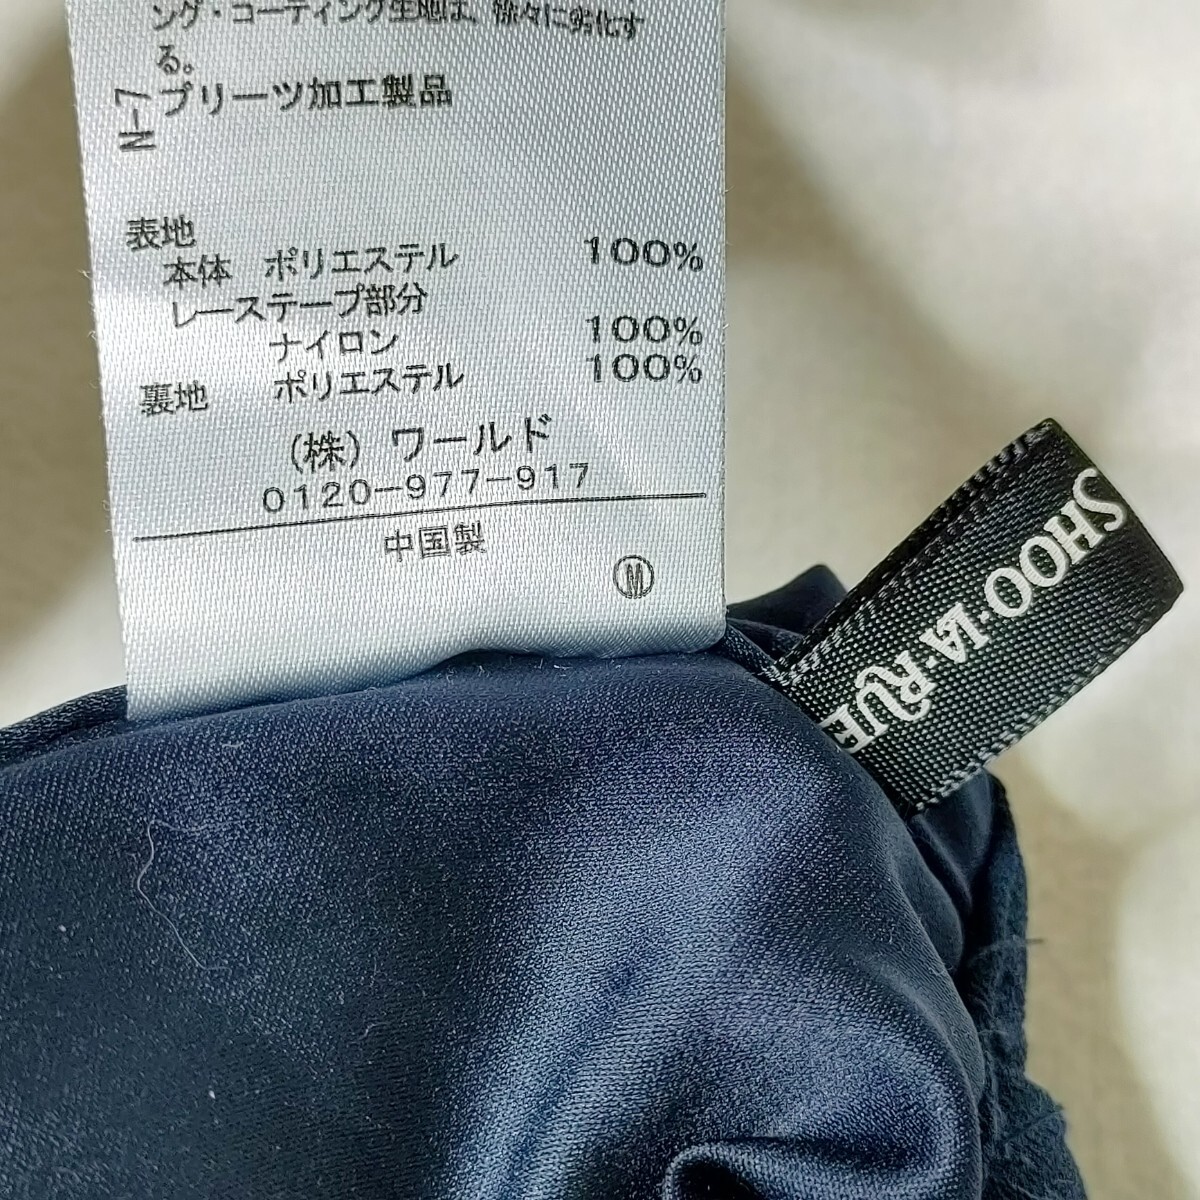 ング・コーティング生地は、徐々に劣化す
る。
N-7
プリーツ加工製品
表地
本体 ポリエステル 100%
レーステープ部分
ナイロン 100%
裏地 ポリエステル 100%
(株) ワールド
0120-977-917
中国製
M
SHOO·LA·RUE